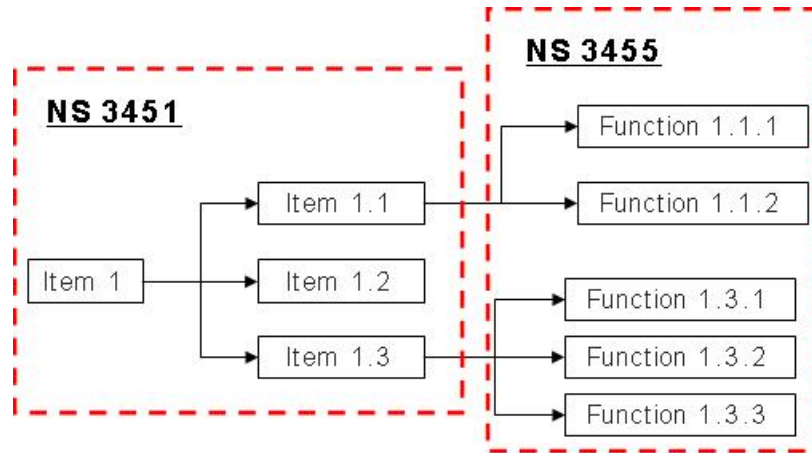 NS 3455
NS 3451
Function 1.1.1
Item 1.1
Function 1.1.2
Item 1
Item 1.2
Function 1.3.1
Item 1.3
Function 1.3.2
Function 1.3.3